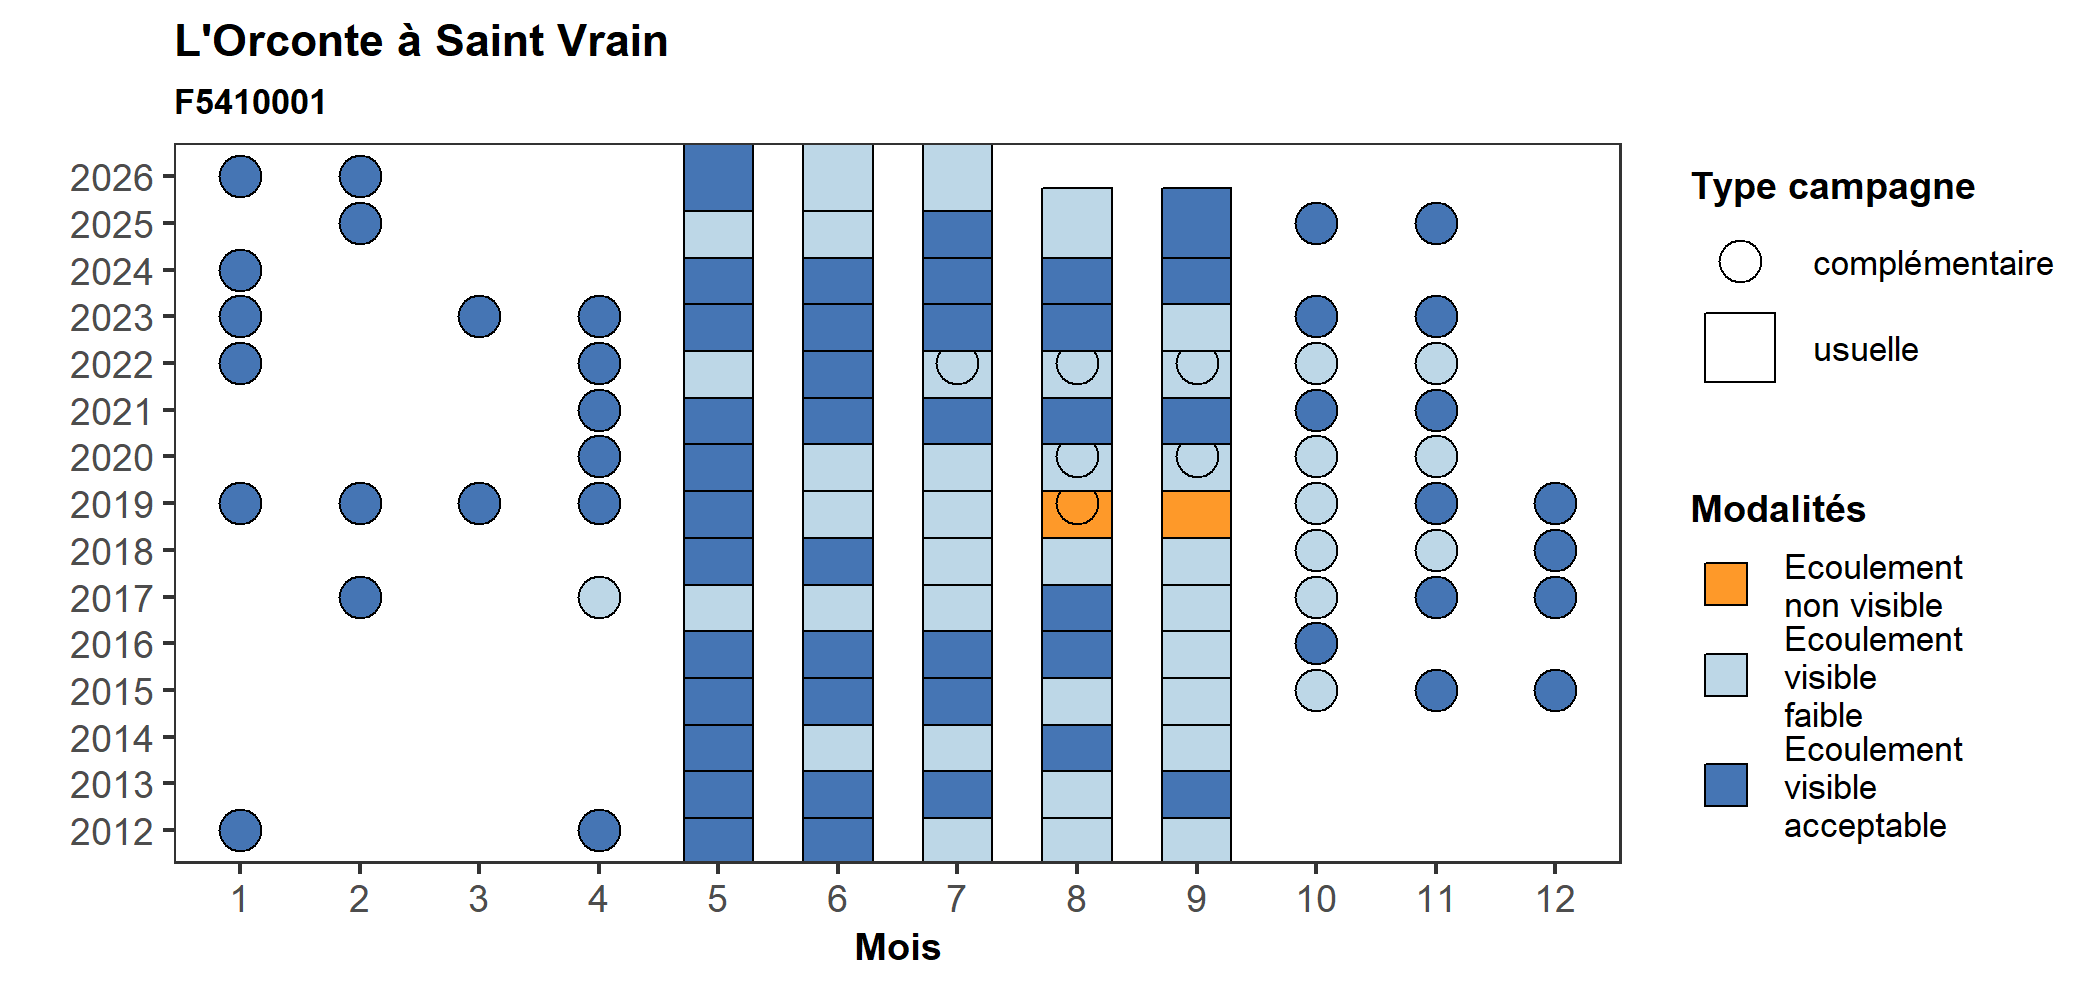 L'Orconte à Saint Vrain
F5410001
2026
2025
2024
2023
2022
2021
2020
2019
2018
2017
2016
2015
2014
2013
2012
1 2 3 4 5 6 7 8 9 10 11 12
Mois
Type campagne
complémentaire
usuelle
Modalités
Ecoulement
non visible
Ecoulement
visible
faible
Ecoulement
visible
acceptable